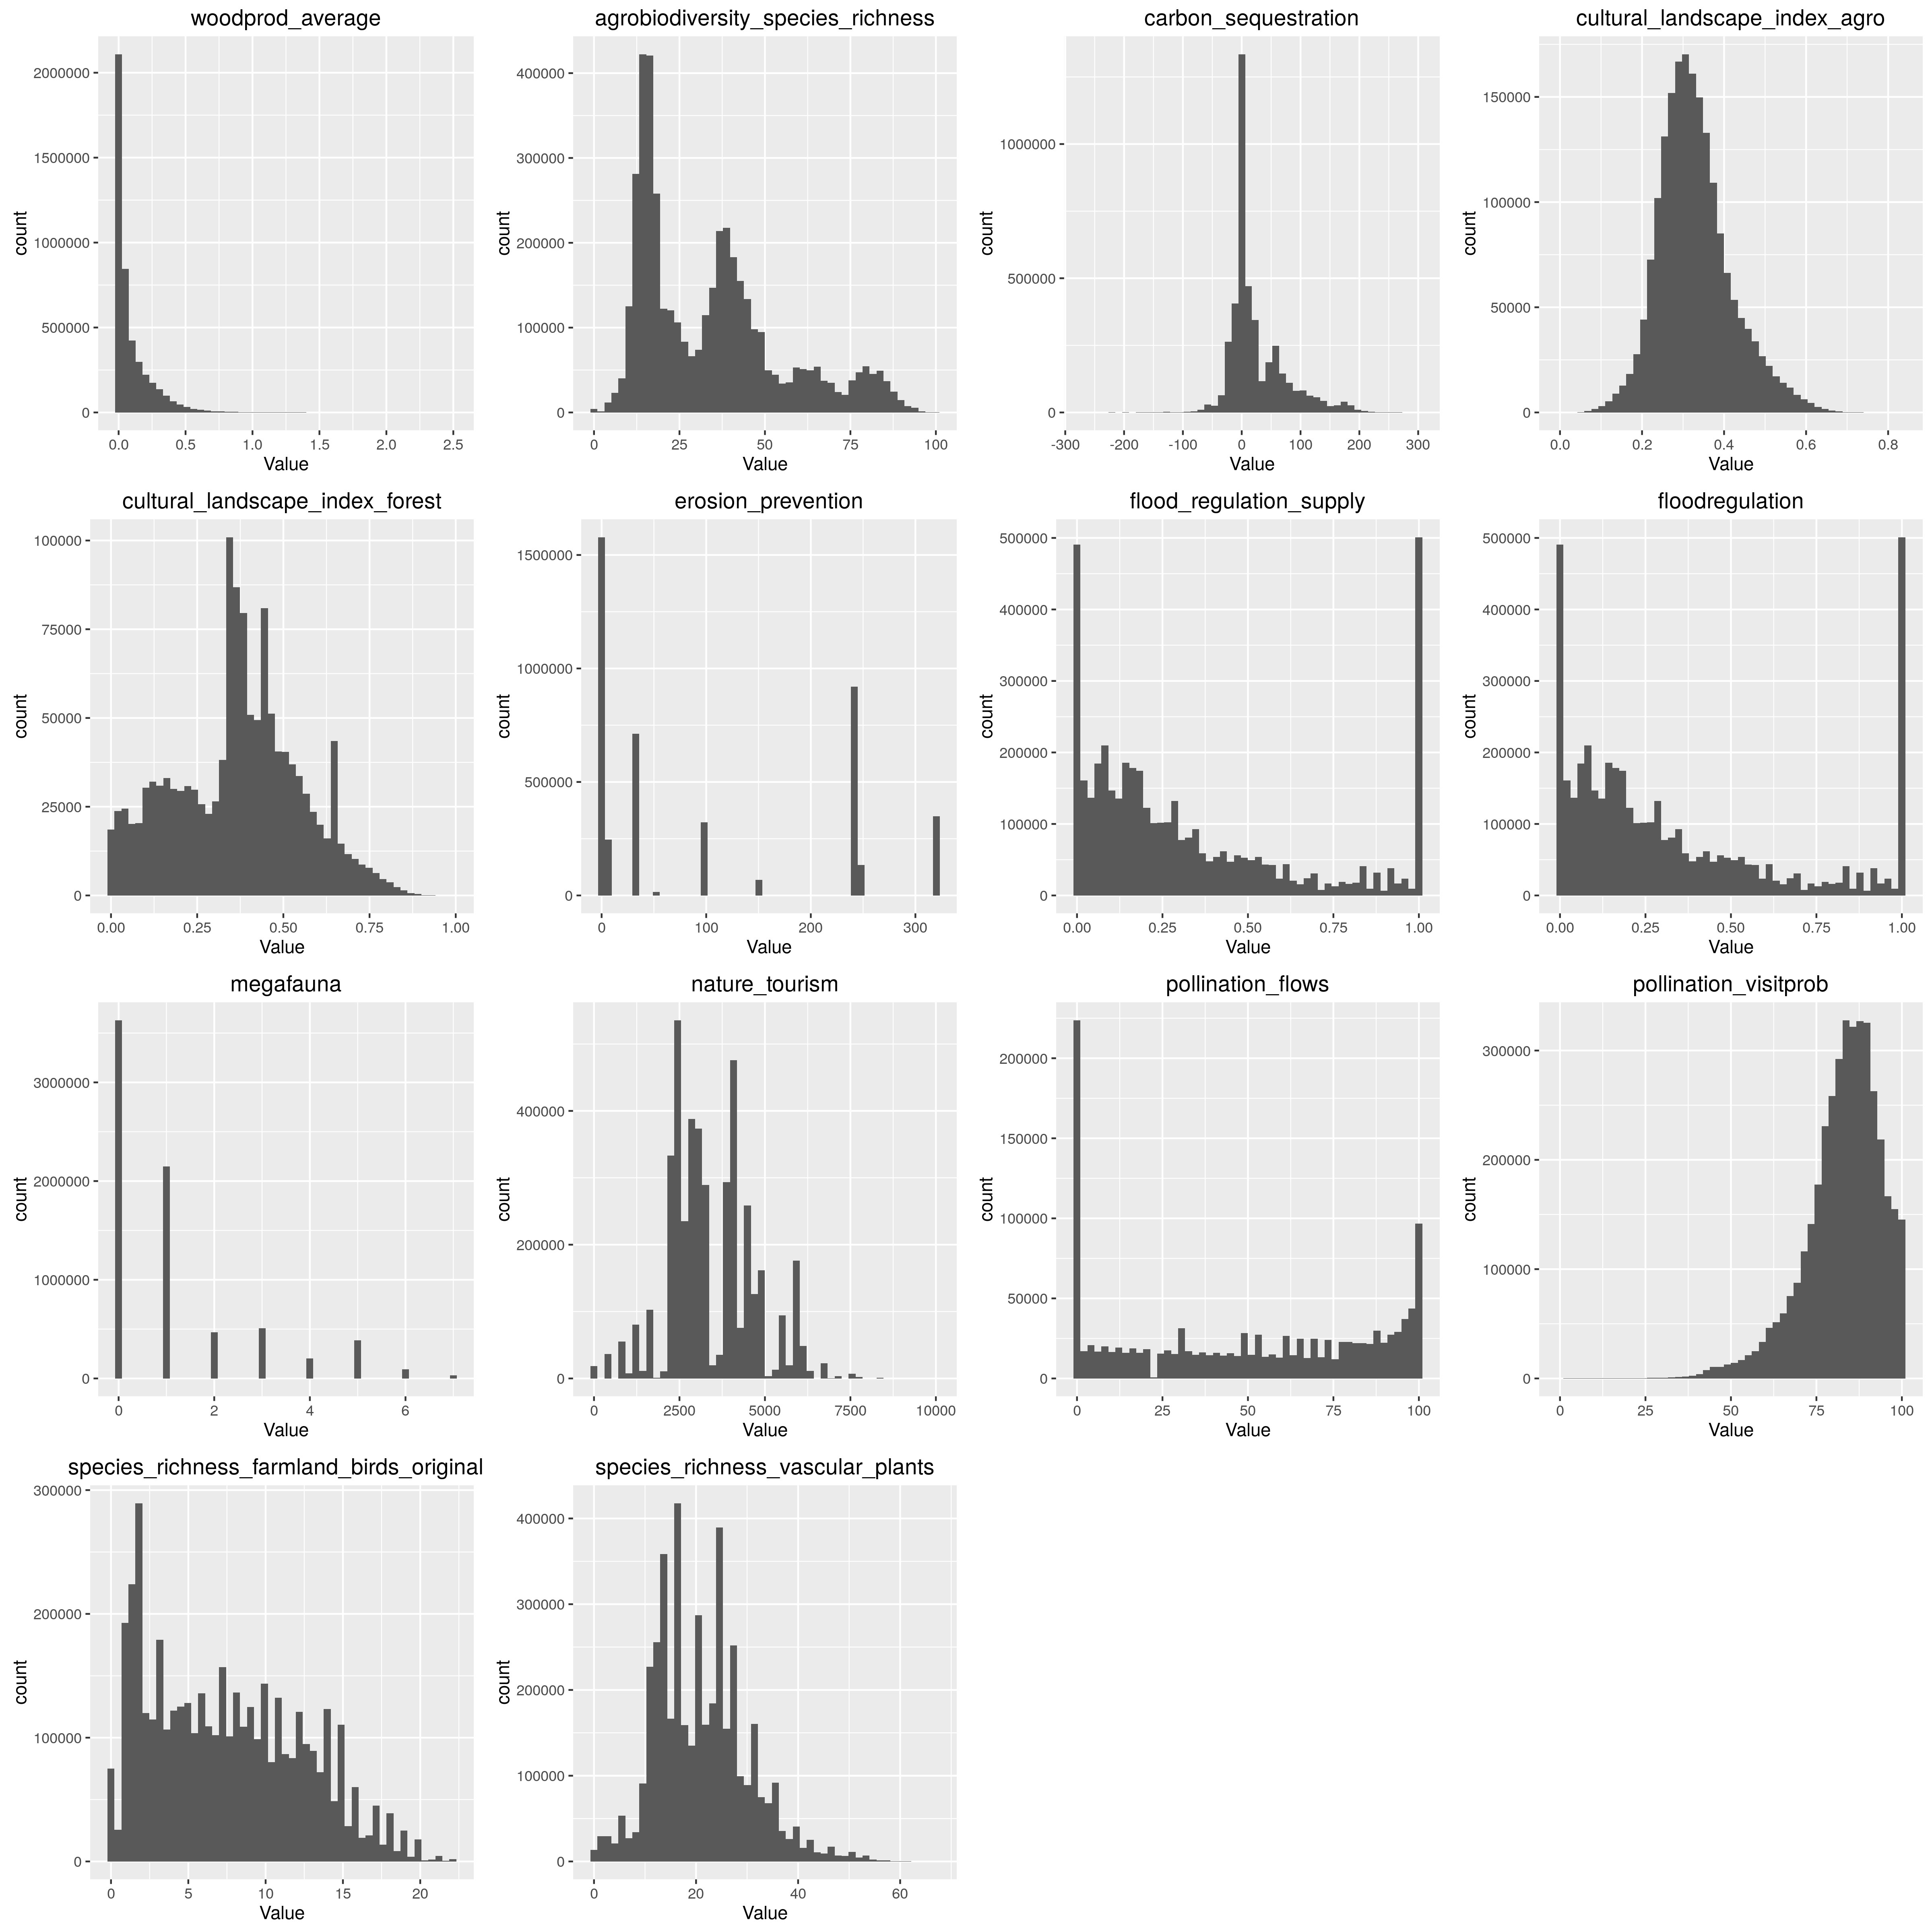 woodprod_average
count
2000000
1500000
1000000
500000
0
0.0 0.5 1.0 1.5 2.0 2.5
Value
agrobiodiversity_species_richness
count
400000
300000
200000
100000
0
0 25 50 75 100
Value
carbon_sequestration
count
1000000
500000
0
-300 -200 -100 0 100 200 300
Value
cultural_landscape_index_agro
count
150000
100000
50000
0
0.0 0.2 0.4 0.6 0.8
Value
cultural_landscape_index_forest
count
100000
75000
50000
25000
0
0.00 0.25 0.50 0.75 1.00
Value
erosion_prevention
count
1500000
1000000
500000
0
0 100 200 300
Value
flood_regulation_supply
count
500000
400000
300000
200000
100000
0
0.00 0.25 0.50 0.75 1.00
Value
floodregulation
count
500000
400000
300000
200000
100000
0
0.00 0.25 0.50 0.75 1.00
Value
megafauna
count
3000000
2000000
1000000
0
0 2 4 6
Value
nature_tourism
count
400000
200000
0
0 2500 5000 7500 10000
Value
pollination_flows
count
200000
150000
100000
50000
0
0 25 50 75 100
Value
pollination_visitprob
count
300000
200000
100000
0
0 25 50 75 100
Value
species_richness_farmland_birds_original
count
300000
200000
100000
0
0 5 10 15 20
Value
species_richness_vascular_plants
count
400000
300000
200000
100000
0
0 20 40 60
Value